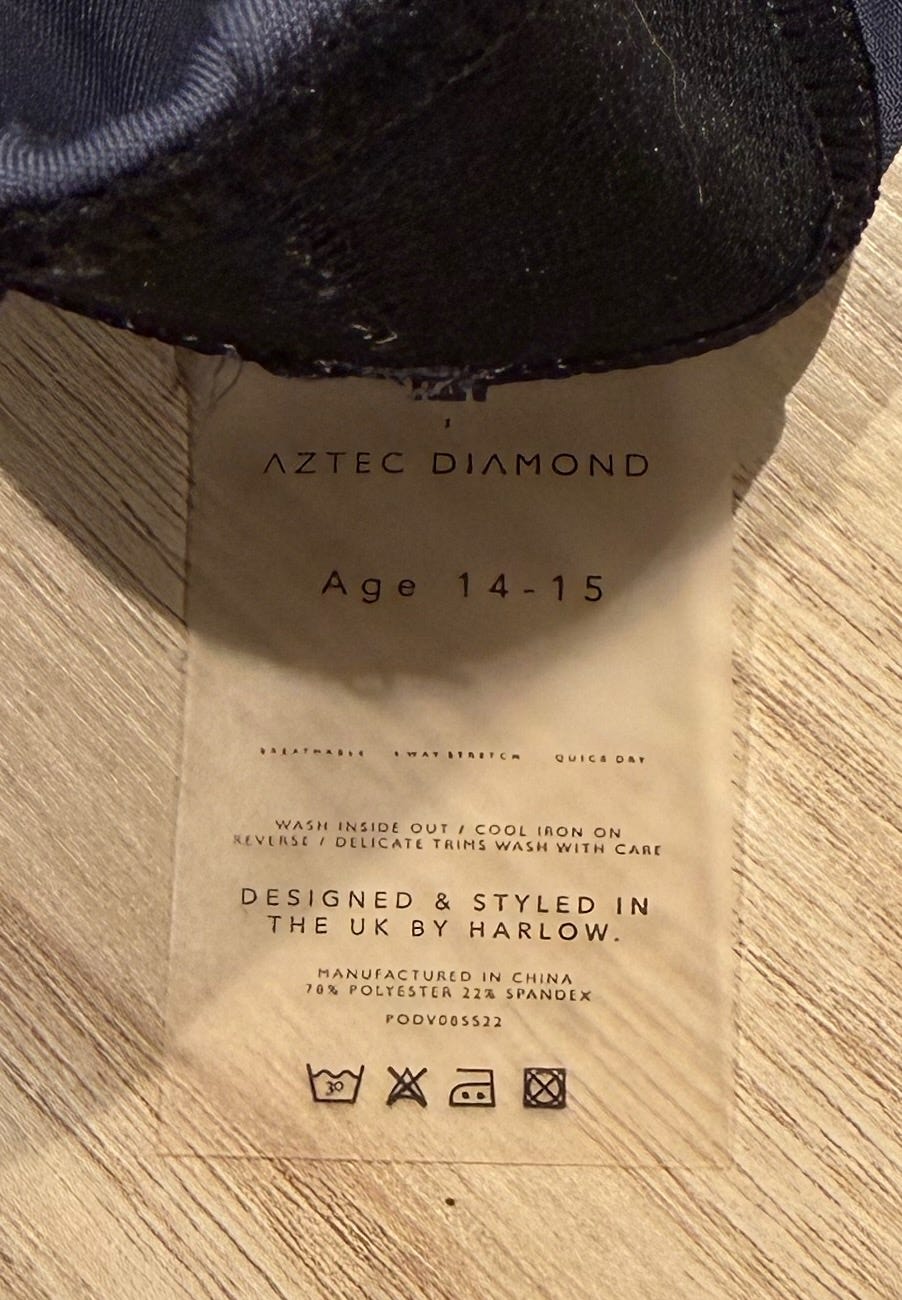 AZTEC DIAMOND
Age 14-15
BREATHABLE 4 WAY STRETCH QUICK DRY
WASH INSIDE OUT / COOL IRON ON
REVERSE / DELICATE TRIMS WASH WITH CARE
DESIGNED & STYLED IN
THE UK BY HARLOW.
MANUFACTURED IN CHINA
78% POLYESTER 22% SPANDEX
30